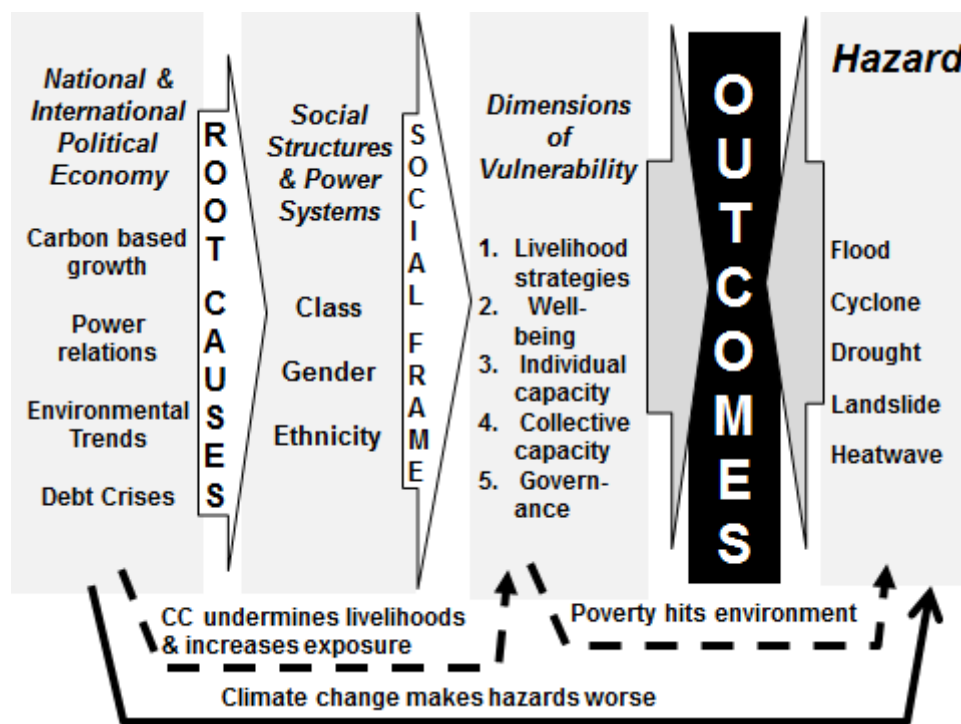 National &
International
Political
Economy
Carbon based
growth
Power
relations
Environmental
Trends
Debt Crises
ROOT CAUSES
Social
Structures
& Power
Systems
Class
Gender
Ethnicity
SOCIAL FRAME
Dimensions
of
Vulnerability
1. Livelihood
strategies
2. Well-
being
3. Individual
capacity
4. Collective
capacity
5. Govern-
ance
OUTCOMES
Hazard
Flood
Cyclone
Drought
Landslide
Heatwave
CC undermines livelihoods
& increases exposure
Poverty hits environment
Climate change makes hazards worse